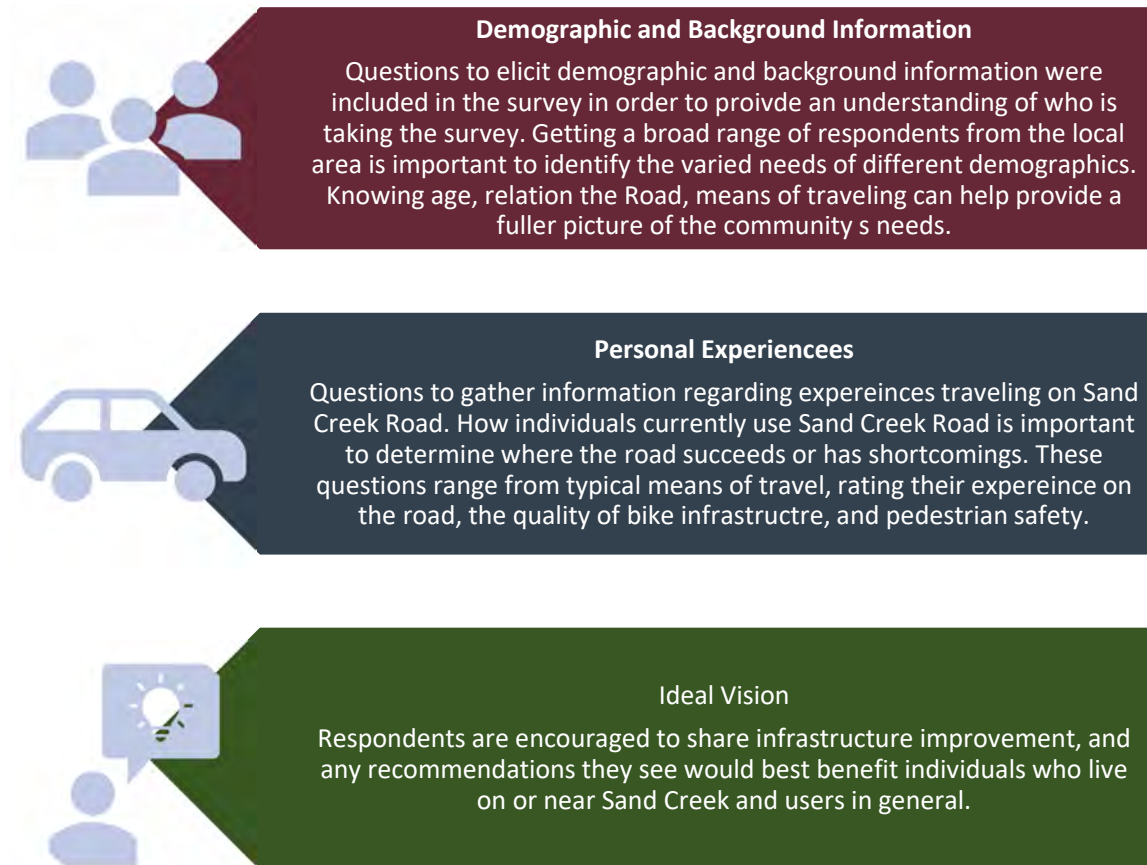 Demographic and Background Information
Questions to elicit demographic and background information were
included in the survey in order to proivde an understanding of who is
taking the survey. Getting a broad range of respondents from the local
area is important to identify the varied needs of different demographics.
Knowing age, relation the Road, means of traveling can help provide a
fuller picture of the community s needs.
Personal Experiencees
Questions to gather information regarding expereinces traveling on Sand
Creek Road. How individuals currently use Sand Creek Road is important
to determine where the road succeeds or has shortcomings. These
questions range from typical means of travel, rating their expereince on
the road, the quality of bike infrastructre, and pedestrian safety.
Ideal Vision
Respondents are encouraged to share infrastructure improvement, and
any recommendations they see would best benefit individuals who live
on or near Sand Creek and users in general.